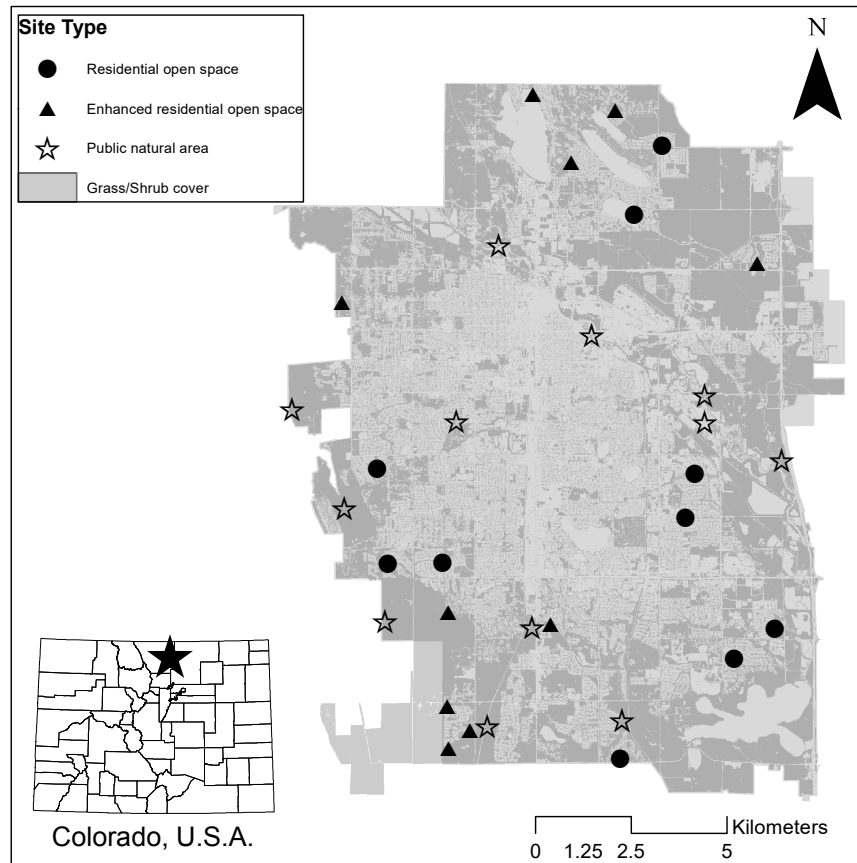 Site Type
Residential open space
Enhanced residential open space
Public natural area
Grass/Shrub cover
N
Colorado, U.S.A.
Kilometers
0 1.25 2.5 5